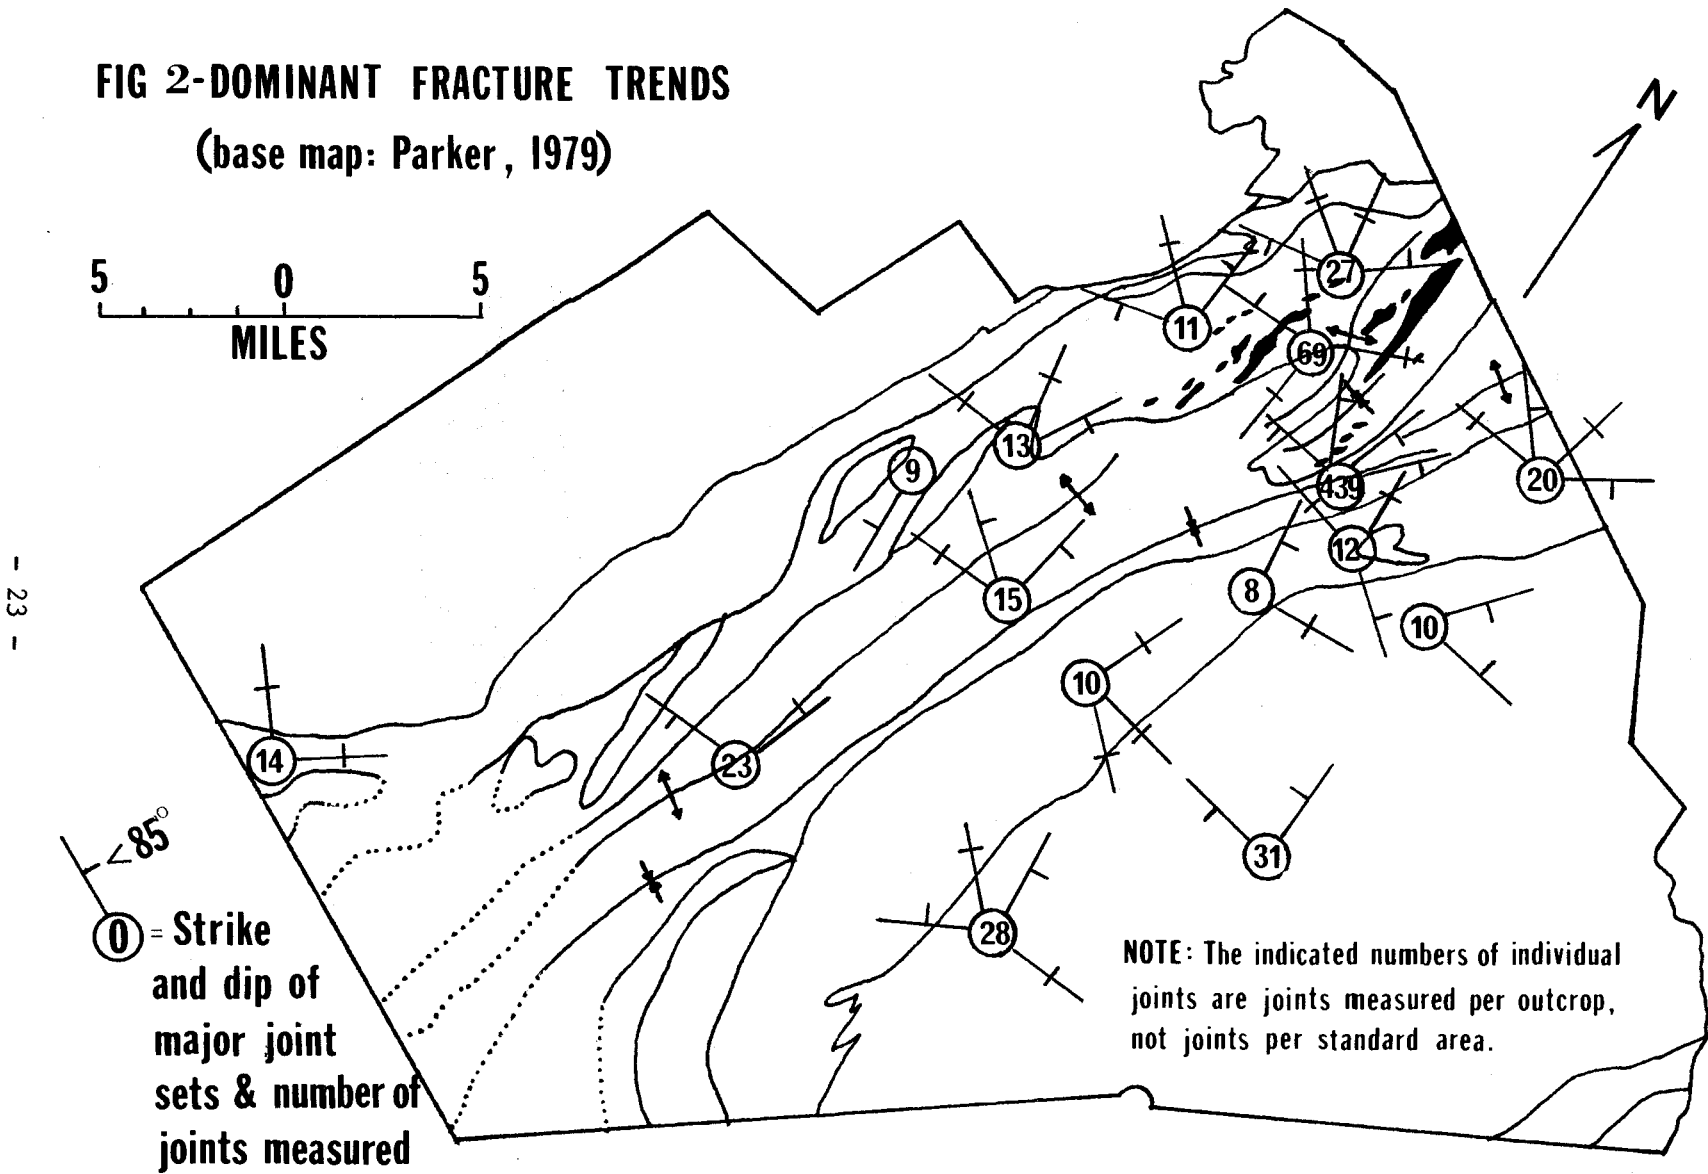 FIG 2-DOMINANT FRACTURE TRENDS
(base map: Parker, 1979)
N
5 0 5
MILES
27
11
69
13
9
439
20
12
15
8
10
10
23
14
31
28
- 23 -
<85°
0 = Strike
and dip of
major joint
sets & number of
joints measured
NOTE: The indicated numbers of individual
joints are joints measured per outcrop,
not joints per standard area.